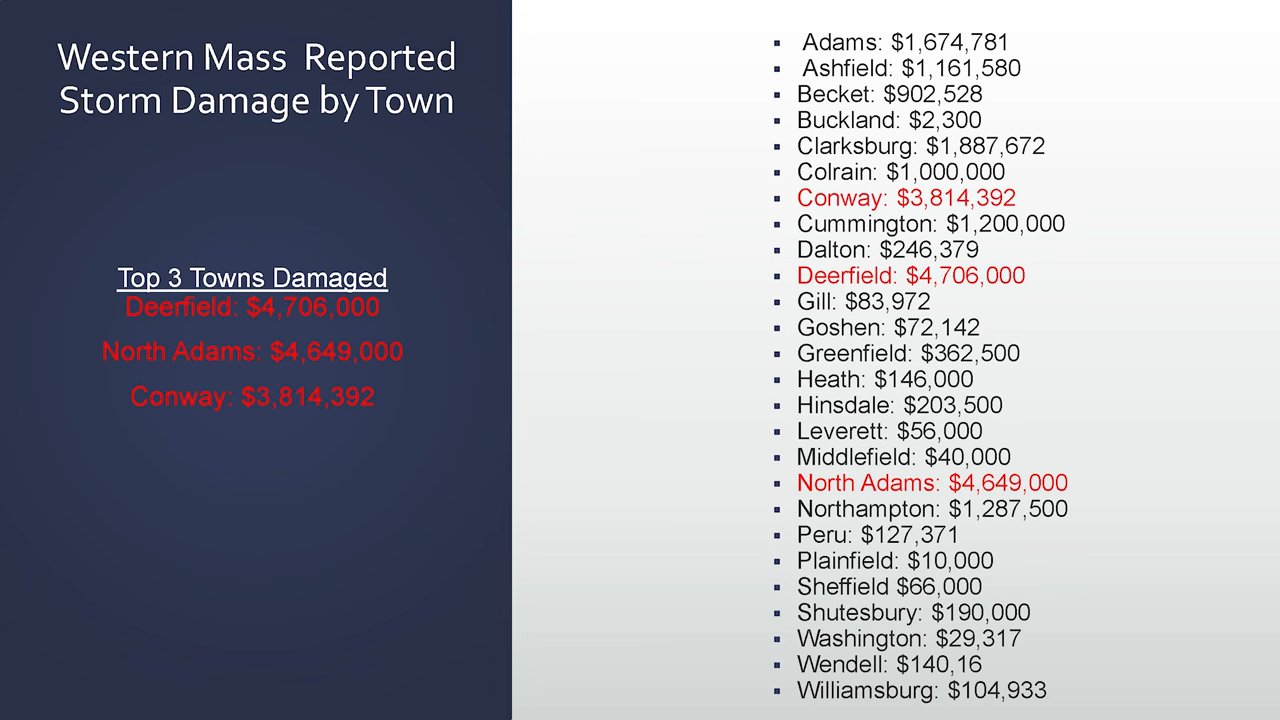 Western Mass Reported
Storm Damage by Town
Top 3 Towns Damaged
Deerfield: $4,706,000
North Adams: $4,649,000
Conway: $3,814,392
▪ Adams: $1,674,781
▪ Ashfield: $1,161,580
▪ Becket: $902,528
▪ Buckland: $2,300
▪ Clarksburg: $1,887,672
▪ Colrain: $1,000,000
▪ Conway: $3,814,392
▪ Cummington: $1,200,000
▪ Dalton: $246,379
▪ Deerfield: $4,706,000
▪ Gill: $83,972
▪ Goshen: $72,142
▪ Greenfield: $362,500
▪ Heath: $146,000
▪ Hinsdale: $203,500
▪ Leverett: $56,000
▪ Middlefield: $40,000
▪ North Adams: $4,649,000
▪ Northampton: $1,287,500
▪ Peru: $127,371
▪ Plainfield: $10,000
▪ Sheffield $66,000
▪ Shutesbury: $190,000
▪ Washington: $29,317
▪ Wendell: $140,16
▪ Williamsburg: $104,933